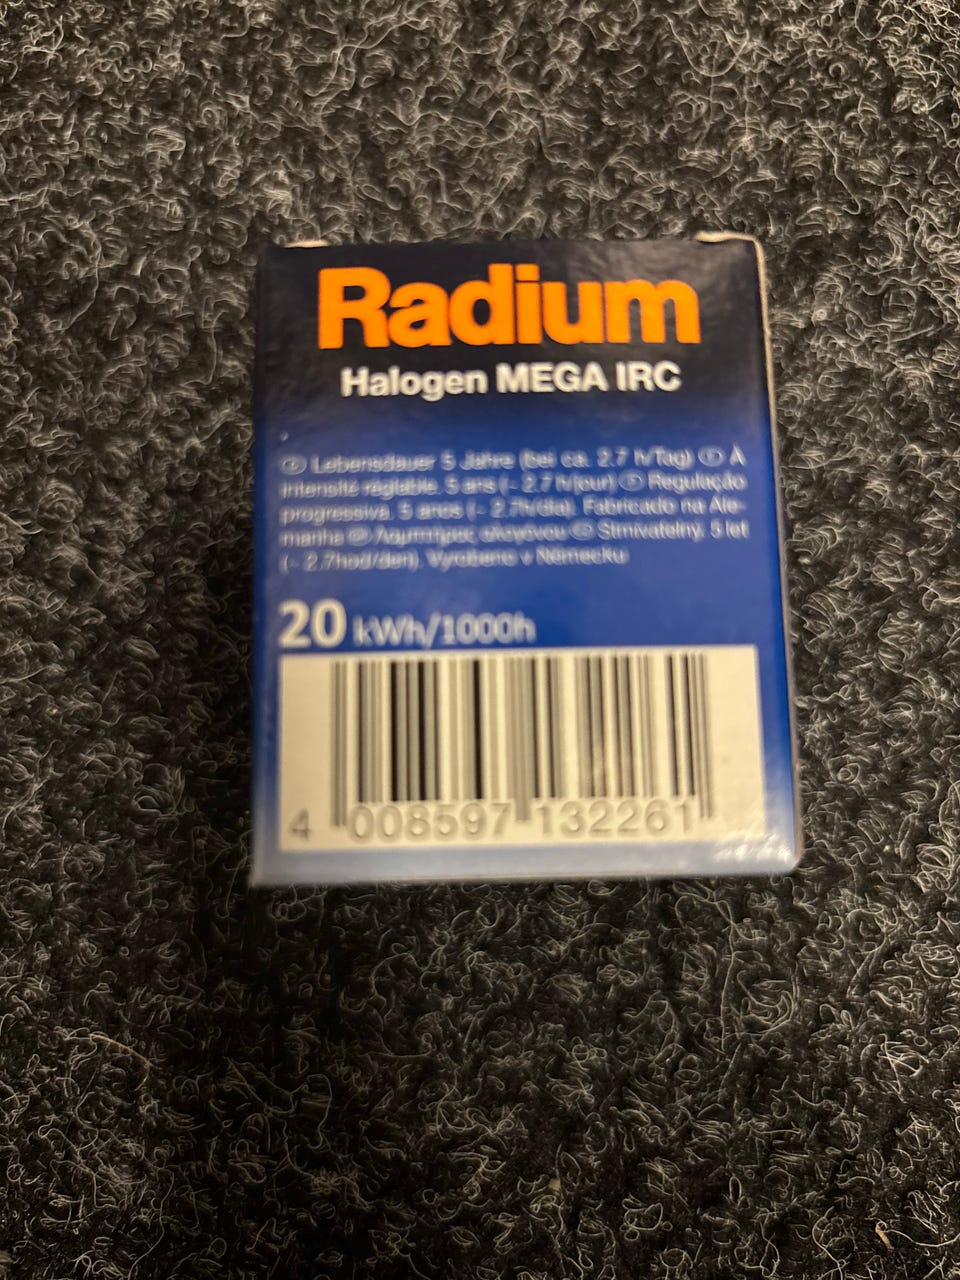 Radium
Halogen MEGA IRC
Lebensdauer 5 Jahre (bei ca. 2.7 h/Tag) À
intensité réglable. 5 ans (~ 2.7 h/jour) Regulação
progressiva. 5 anos (~ 2.7h/dia). Fabricado na Ale-
manha Λαμπτήρας αλογόνου Stmívatelný. 5 let
(~ 2.7hod/den). Vyrobeno v Německu
20 kWh/1000h
4 008597 132261